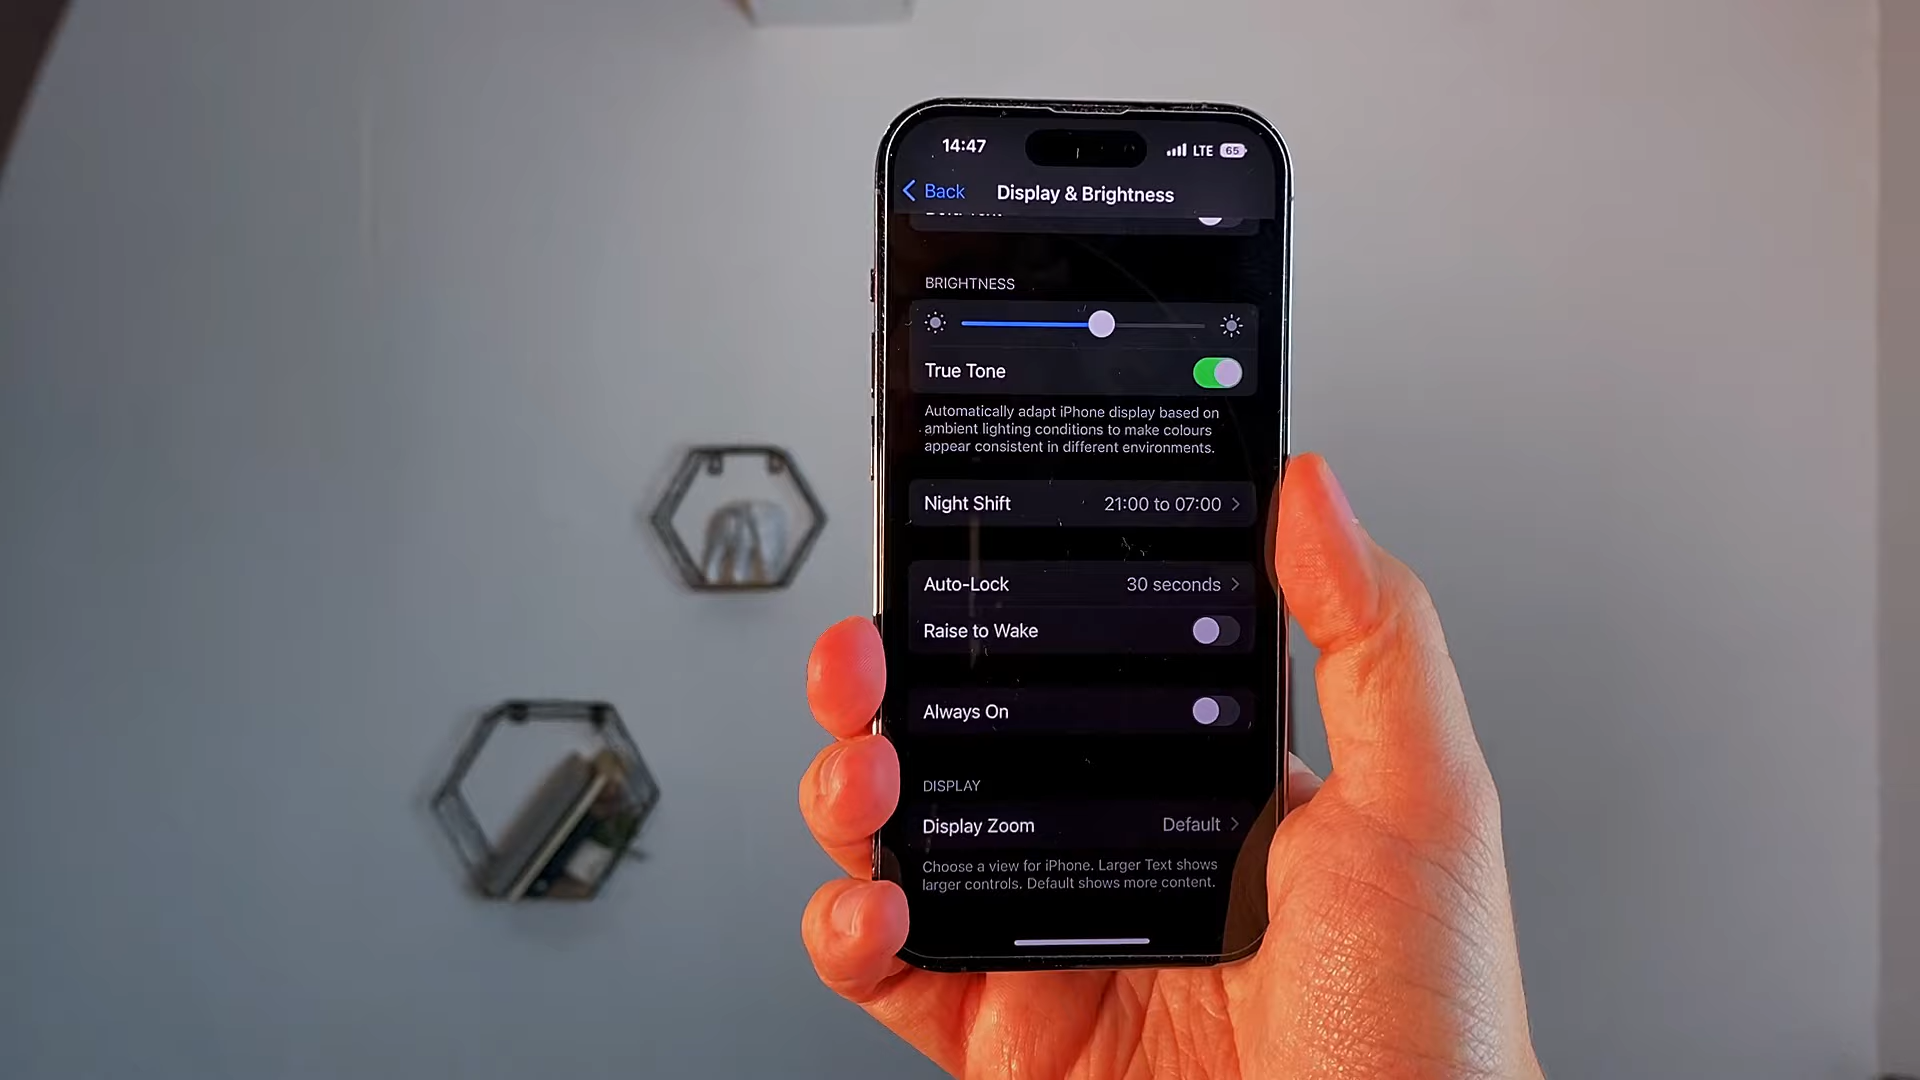 14:47
LTE 65
Back
Display & Brightness
BRIGHTNESS
True Tone
Automatically adapt iPhone display based on
ambient lighting conditions to make colours
appear consistent in different environments.
Night Shift 21:00 to 07:00
Auto-Lock 30 seconds
Raise to Wake
Always On
DISPLAY
Display Zoom Default
Choose a view for iPhone. Larger Text shows
larger controls. Default shows more content.